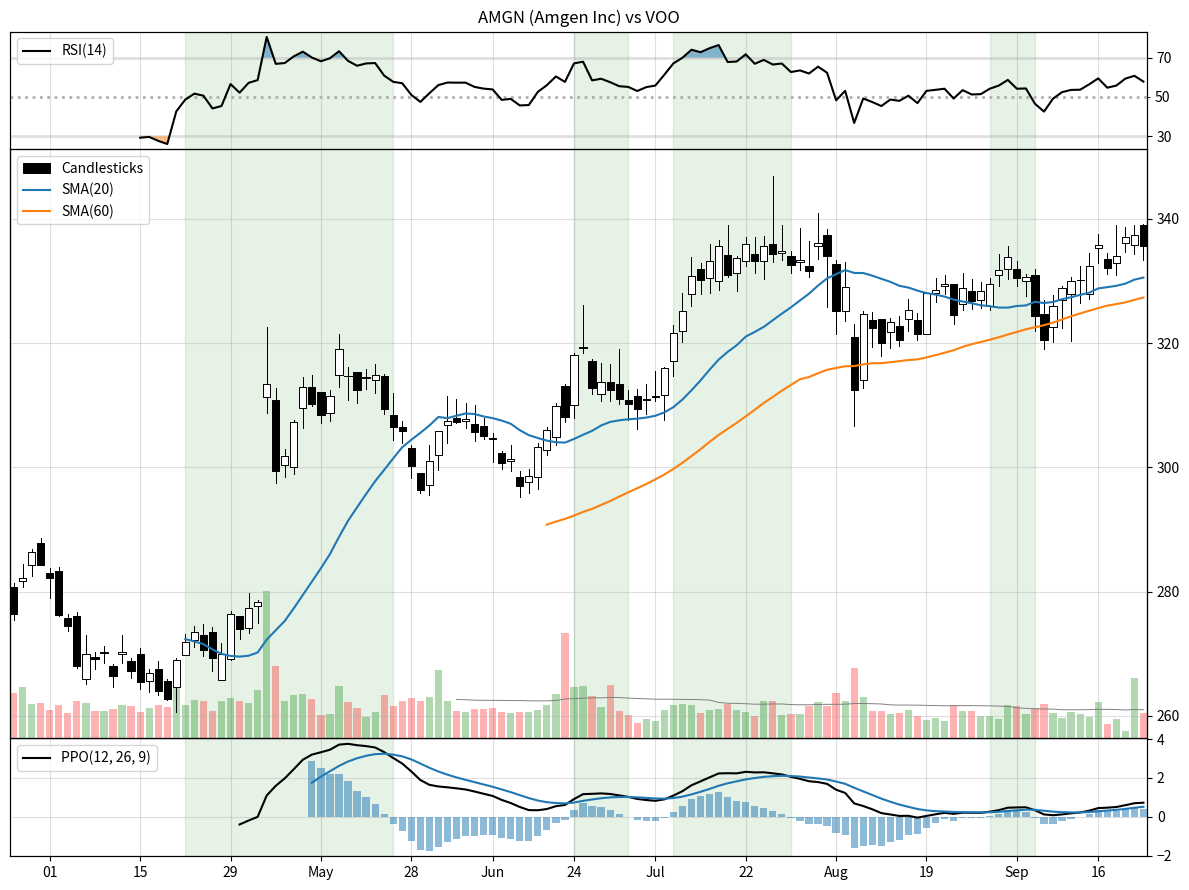 AMGN (Amgen Inc) vs VOO
RSI(14)
70
50
30
Candlesticks
SMA(20)
SMA(60)
340
320
300
280
260
PPO(12, 26, 9)
4
2
0
−2
01 15 29 May 28 Jun 24 Jul 22 Aug 19 Sep 16